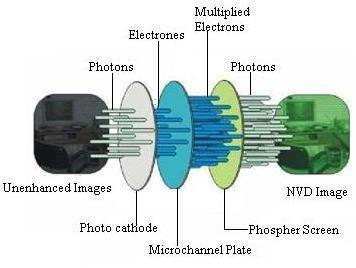 Multiplied
Electrons
Electrones
Photons
Photons
Unenhanced Images
NVD Image
Photo cathode
Phospher Screen
Microchannel Plate